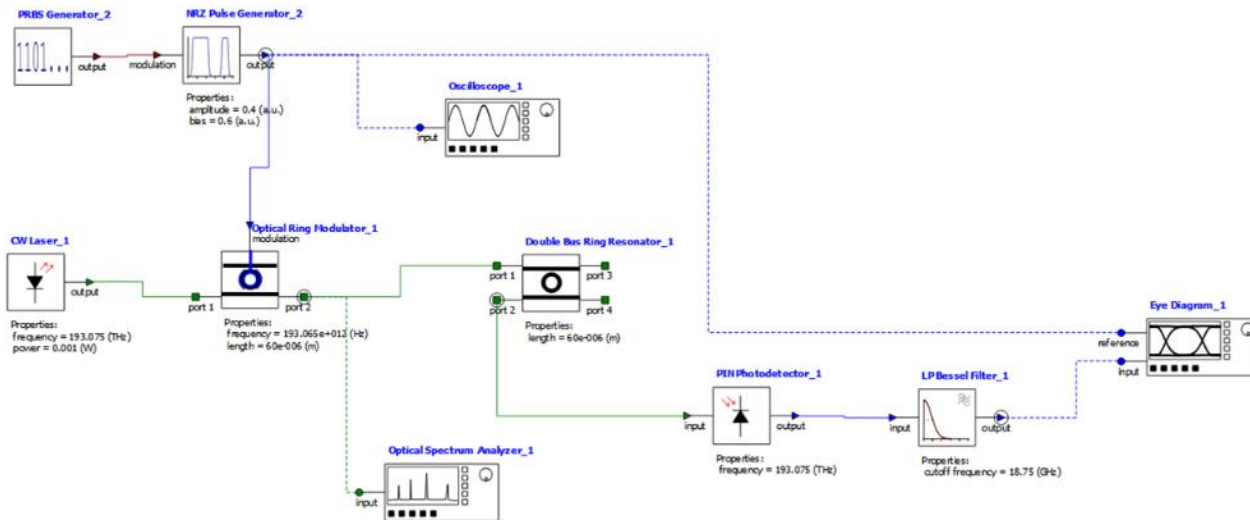 PRBS Generator_2
output
NRZ Pulse Generator_2
modulation
output
Properties:
amplitude = 0.4 (a.u.)
bias = 0.6 (a.u.)
Oscilloscope_1
input
CW Laser_1
output
Properties:
frequency = 193.075 (THz)
power = 0.001 (W)
Optical Ring Modulator_1
modulation
port 1
port 2
Properties:
frequency = 193.065e+012 (Hz)
length = 60e-006 (m)
Double Bus Ring Resonator_1
port 1
port 3
port 2
port 4
Properties:
length = 60e-006 (m)
Eye Diagram_1
reference
input
PIN Photodetector_1
input
output
Properties:
frequency = 193.075 (THz)
LP Bessel Filter_1
input
output
Properties:
cutoff frequency = 18.75 (GHz)
Optical Spectrum Analyzer_1
input